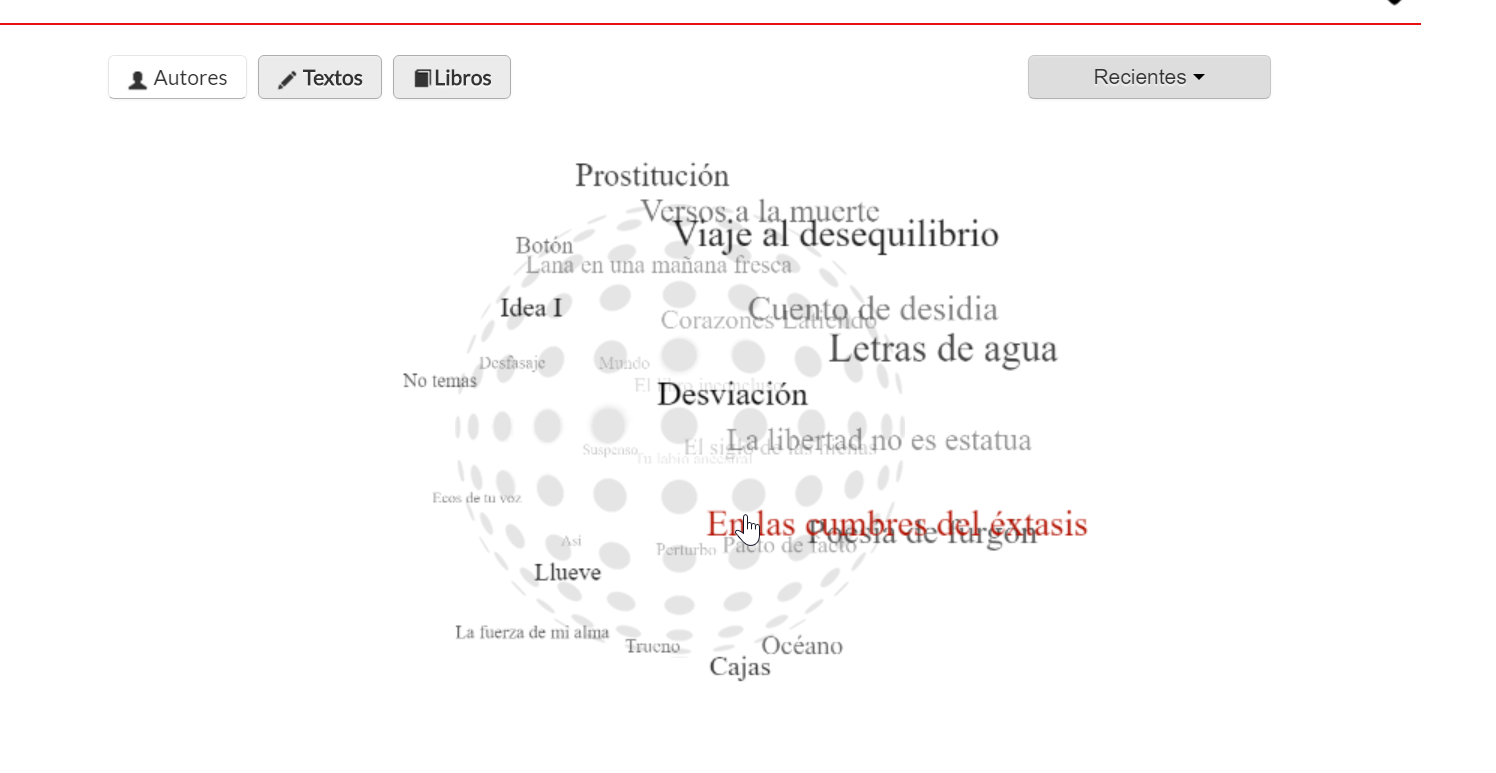 Autores
Textos
Libros
Recientes
Prostitución
Versos a la muerte
Viaje al desequilibrio
Botón
Lana en una mañana fresca
Idea I
Cuento de desidia
Corazones Latiendo
Letras de agua
Desfasaje
Mundo
No temas
El libro inconcluso
Desviación
La libertad no es estatua
Suspenso
El siglo de las
Tu labio ancestral
Ecos de tu voz
En las cumbres del éxtasis
Poesía de furgón
Así
Perturbo
Pacto de facto
Llueve
La fuerza de mi alma
Trueno
Océano
Cajas